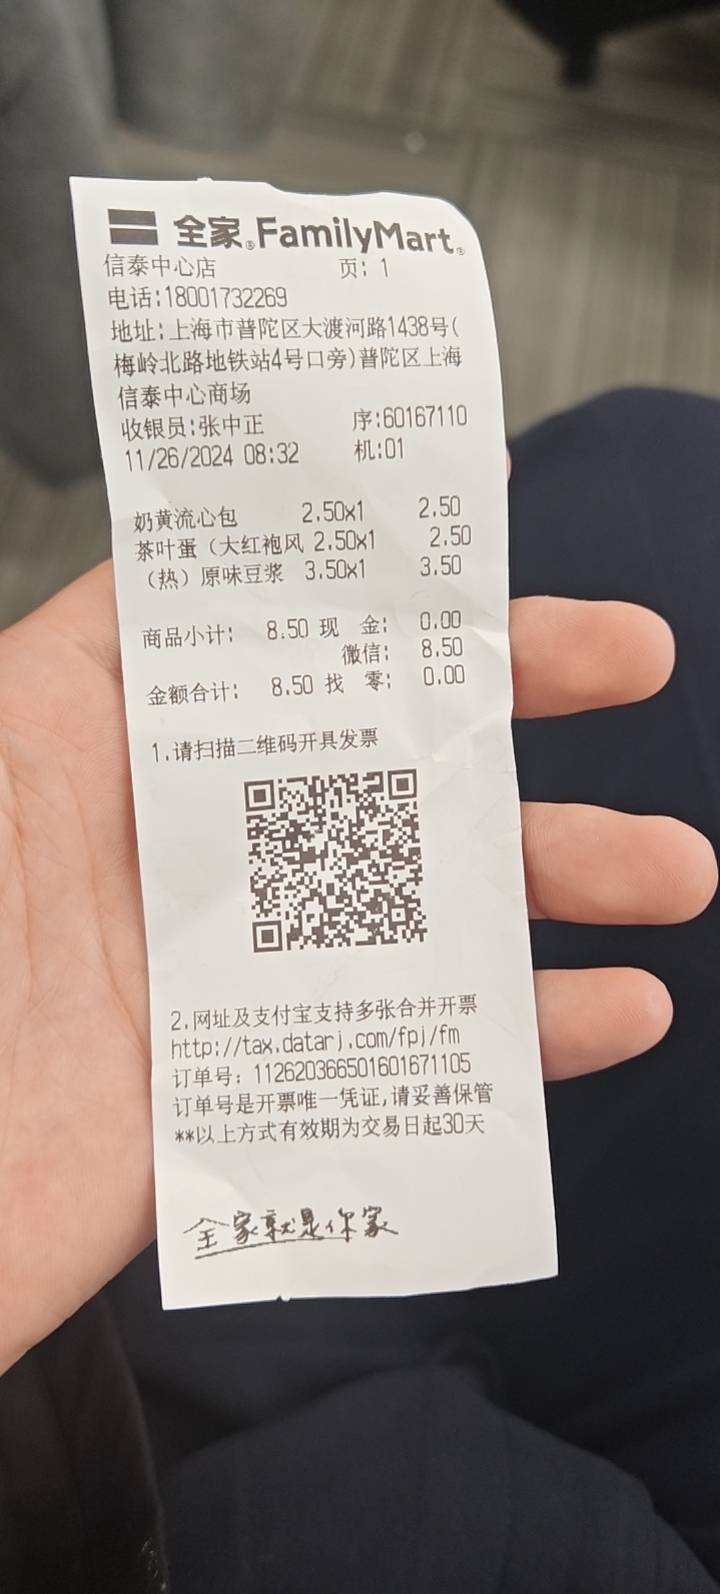 全家®FamilyMart®
信泰中心店 页: 1
电话:18001732269
地址:上海市普陀区大渡河路1438号(
梅岭北路地铁站4号口旁)普陀区上海
信泰中心商场
收银员:张中正 序:60167110
11/26/2024 08:32 机:01
奶黄流心包 2.50x1 2.50
茶叶蛋（大红袍风 2.50x1 2.50
（热）原味豆浆 3.50x1 3.50
商品小计: 8.50 现 金: 0.00
微信: 8.50
金额合计: 8.50 找 零: 0.00
1.请扫描二维码开具发票
2.网址及支付宝支持多张合并开票
http://tax.datarj.com/fpj/fm
订单号: 112620366501601671105
订单号是开票唯一凭证,请妥善保管
**以上方式有效期为交易日起30天
全家就是你家